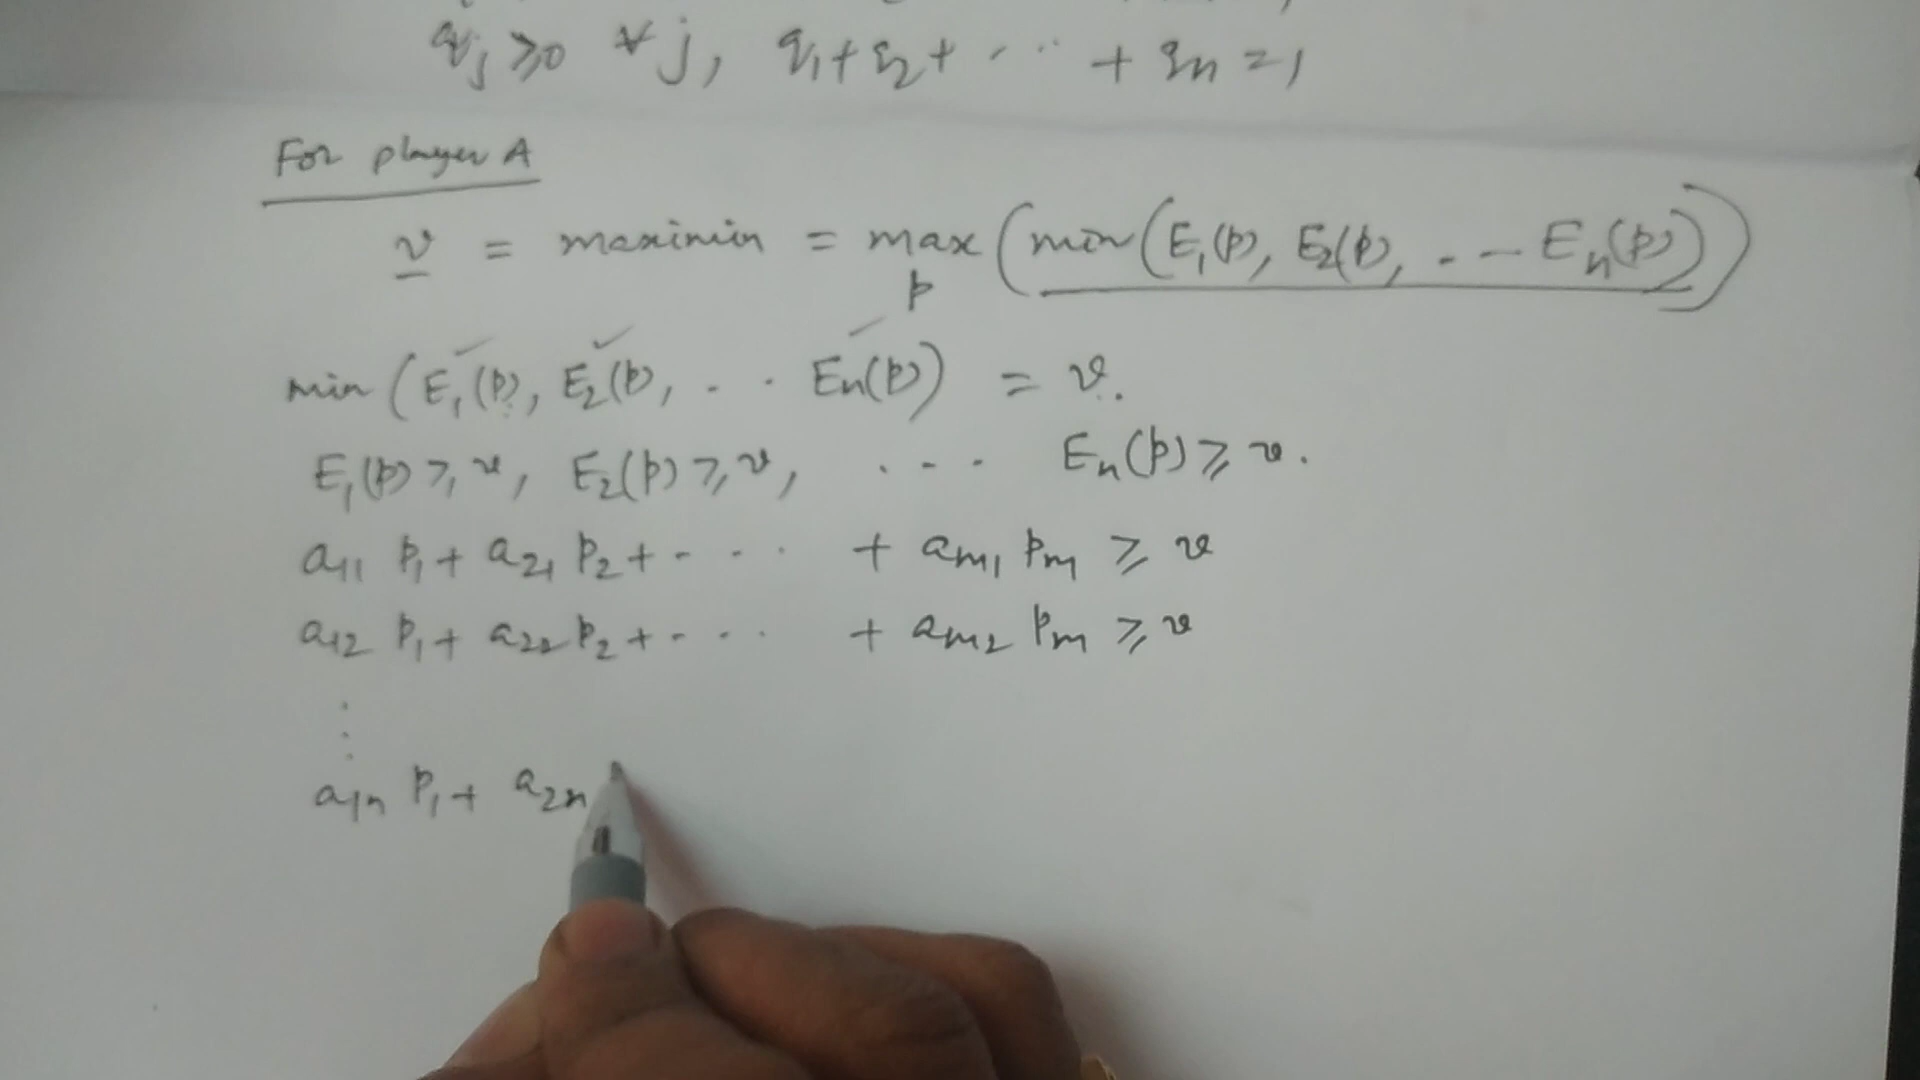 qj ≥ 0 ∀ j, q1 + q2 + ... + qn = 1
For player A
v = maximin = max p (min (E1(p), E2(p), ... En(p)))
min (E1(p), E2(p), .. En(p)) = v.
E1(p) ≥ v, E2(p) ≥ v, .... En(p) ≥ v.
a11 p1 + a21 p2 + .... + am1 pm ≥ v
a12 p1 + a22 p2 + .... + am2 pm ≥ v
⋮
a1n p1 + a2n